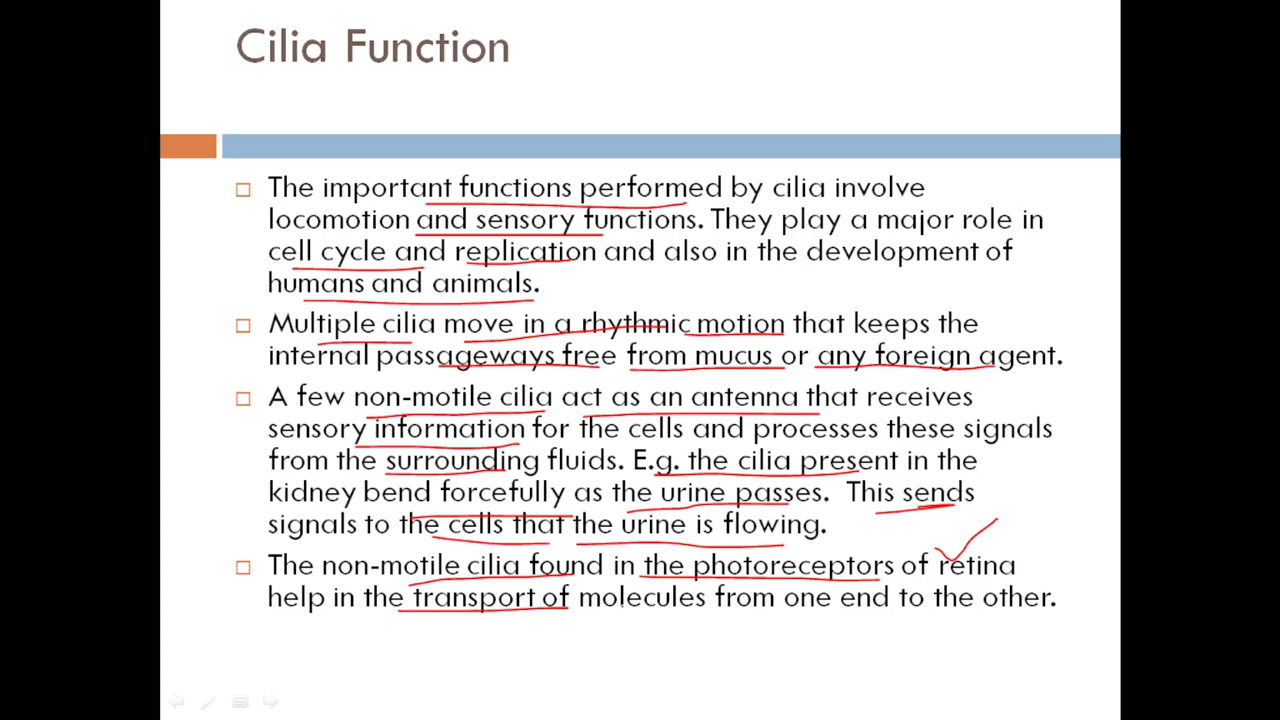 Cilia Function
The important functions performed by cilia involve
locomotion and sensory functions. They play a major role in
cell cycle and replication and also in the development of
humans and animals.
Multiple cilia move in a rhythmic motion that keeps the
internal passageways free from mucus or any foreign agent.
A few non-motile cilia act as an antenna that receives
sensory information for the cells and processes these signals
from the surrounding fluids. E.g. the cilia present in the
kidney bend forcefully as the urine passes. This sends
signals to the cells that the urine is flowing.
The non-motile cilia found in the photoreceptors of retina
help in the transport of molecules from one end to the other.